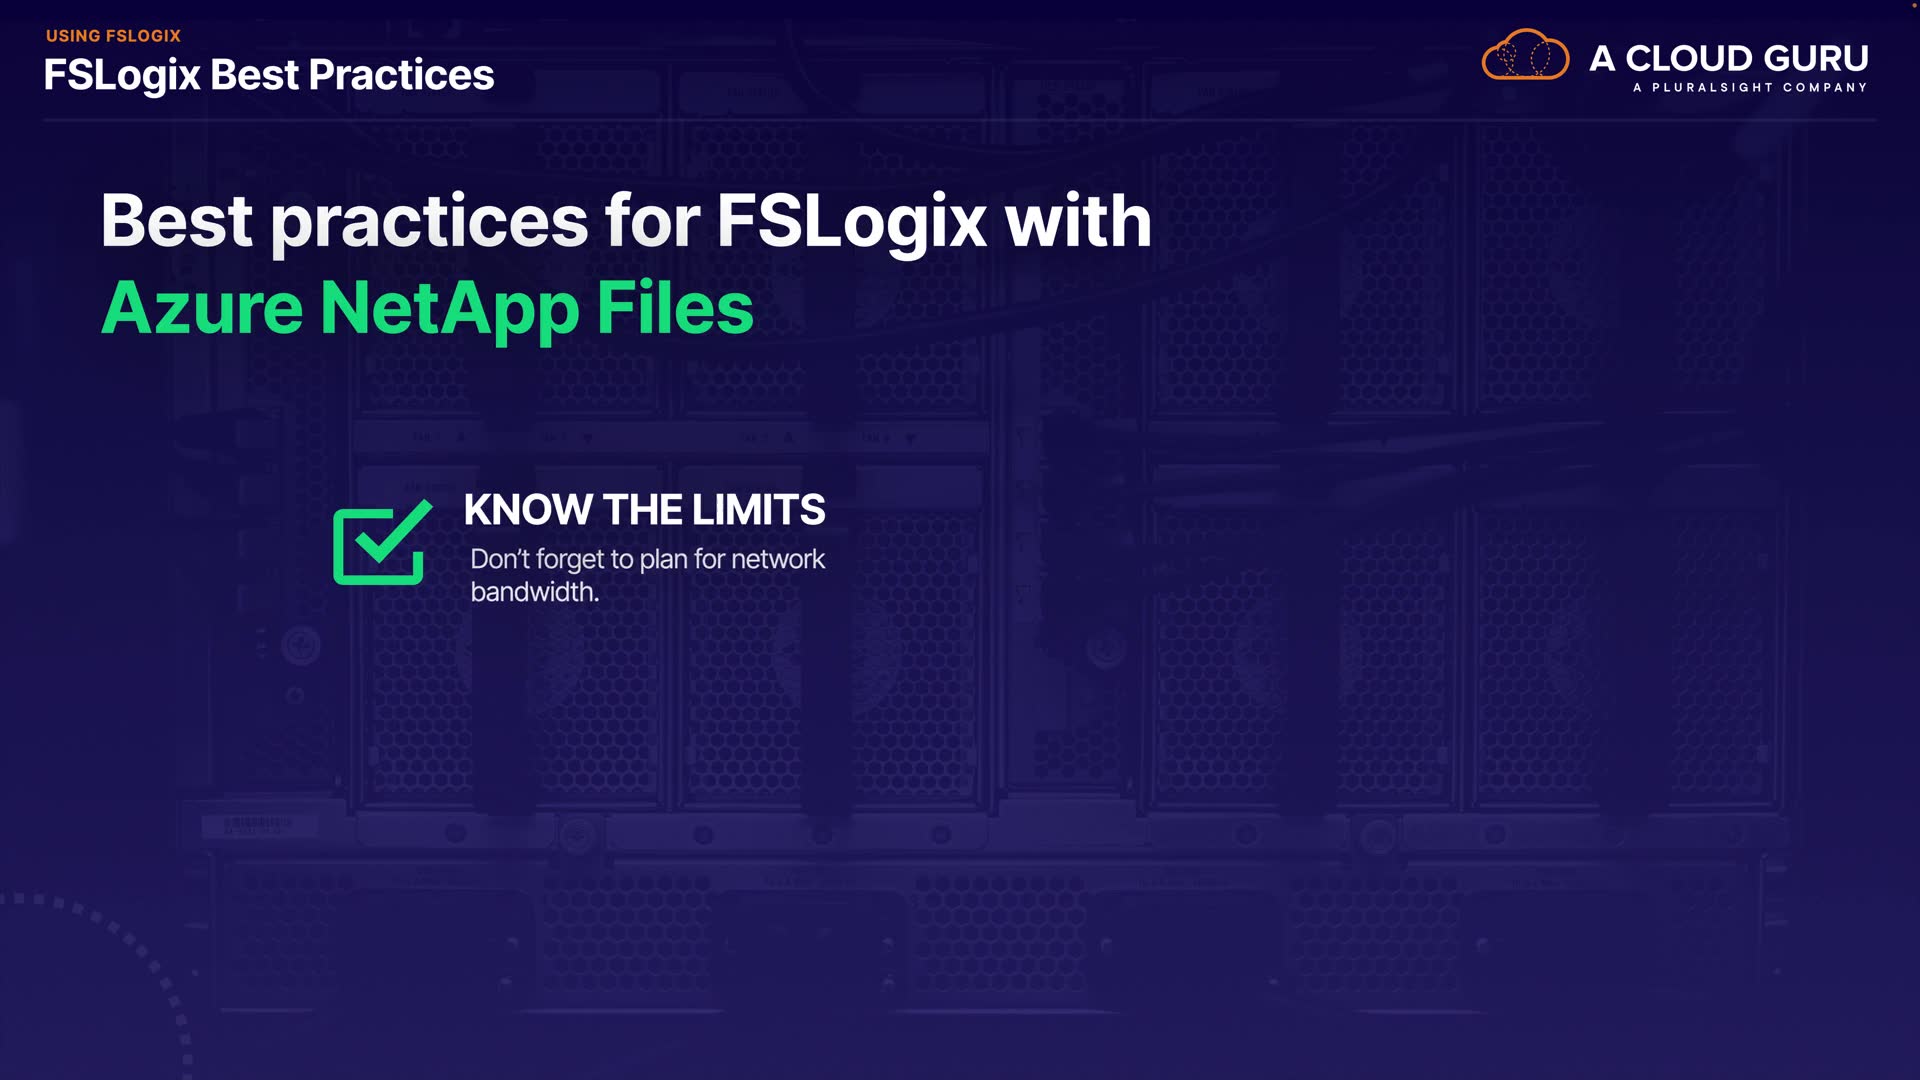 USING FSLOGIX
FSLogix Best Practices
A CLOUD GURU
A PLURALSIGHT COMPANY
Best practices for FSLogix with
Azure NetApp Files
KNOW THE LIMITS
Don’t forget to plan for network
bandwidth.